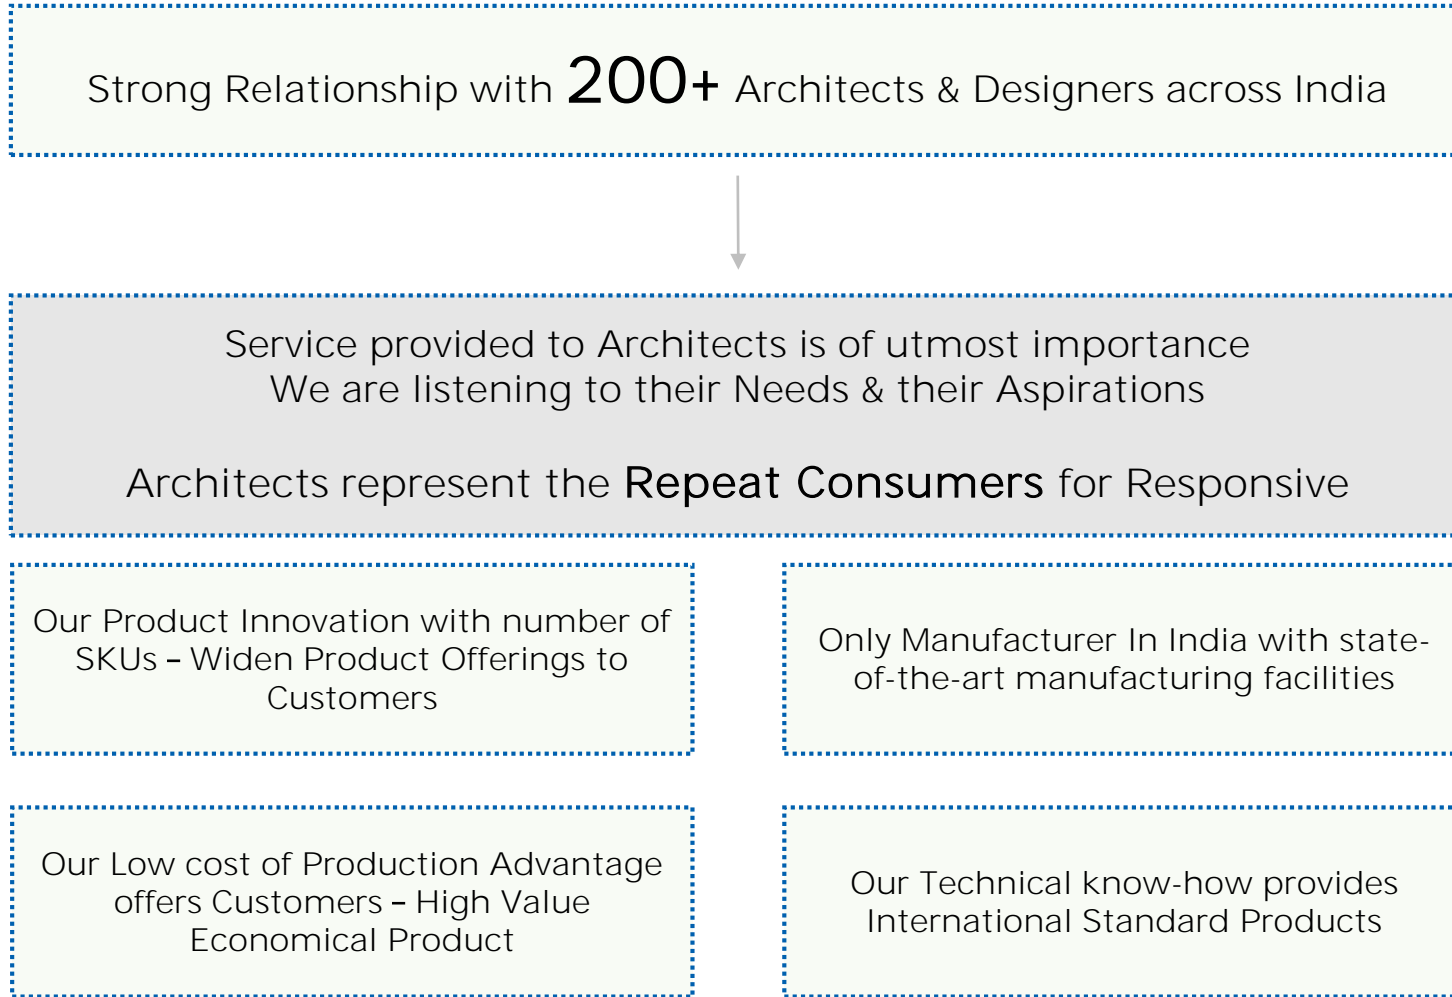 Strong Relationship with 200+ Architects & Designers across India
Service provided to Architects is of utmost importance
We are listening to their Needs & their Aspirations
Architects represent the Repeat Consumers for Responsive
Our Product Innovation with number of
SKUs – Widen Product Offerings to
Customers
Only Manufacturer In India with state-
of-the-art manufacturing facilities
Our Low cost of Production Advantage
offers Customers – High Value
Economical Product
Our Technical know-how provides
International Standard Products